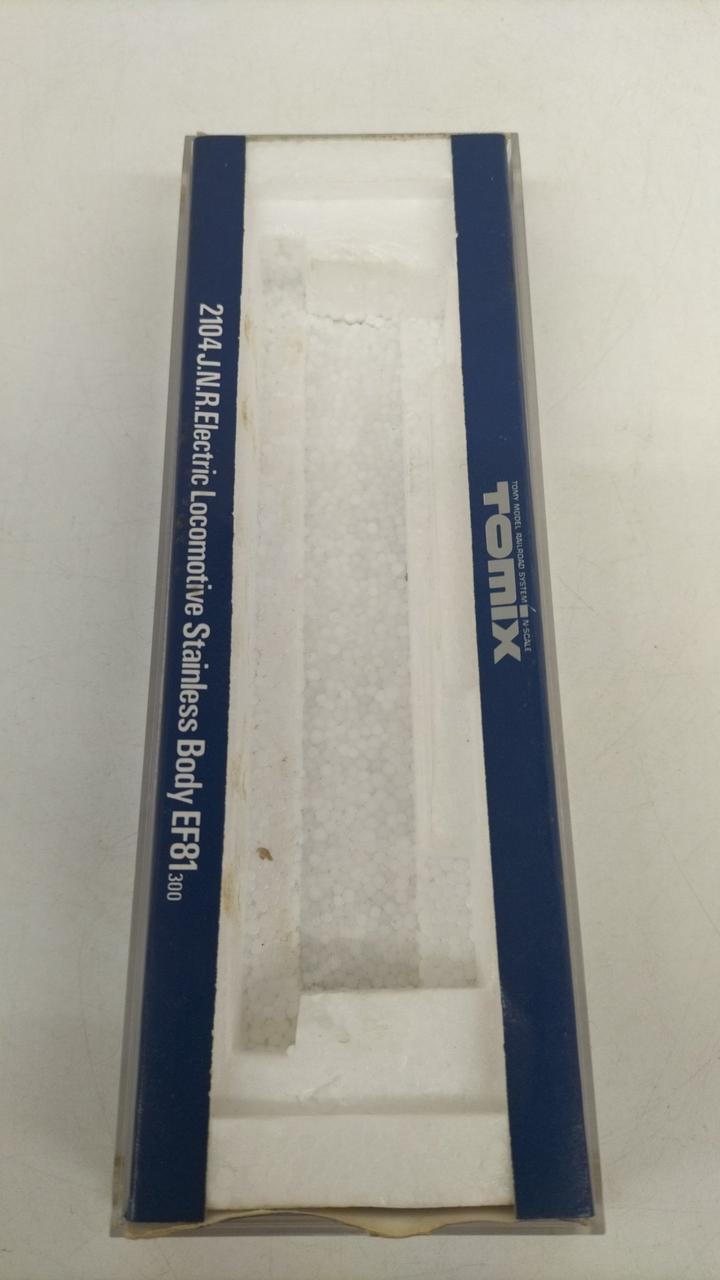 TOMY MODEL RAILROAD SYSTEM N-SCALE
TOMIX
2104 J.N.R.Electric Locomotive Stainless Body EF81 300